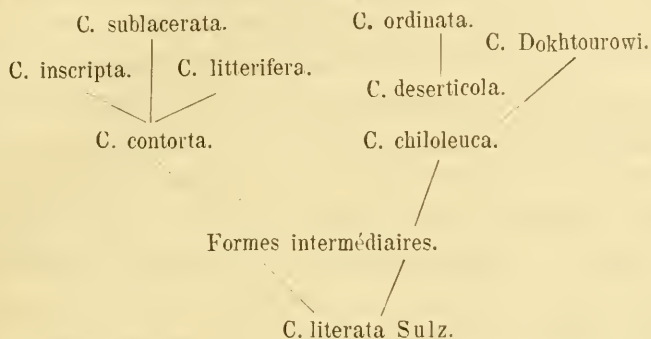 C. sublacerata.
C. ordinata.
C. Dokhtourowi.
C. inscripta.
C. litterifera.
C. deserticola.
C. contorta.
C. chiloleuca.
Formes intermédiaires.
C. literata Sulz.